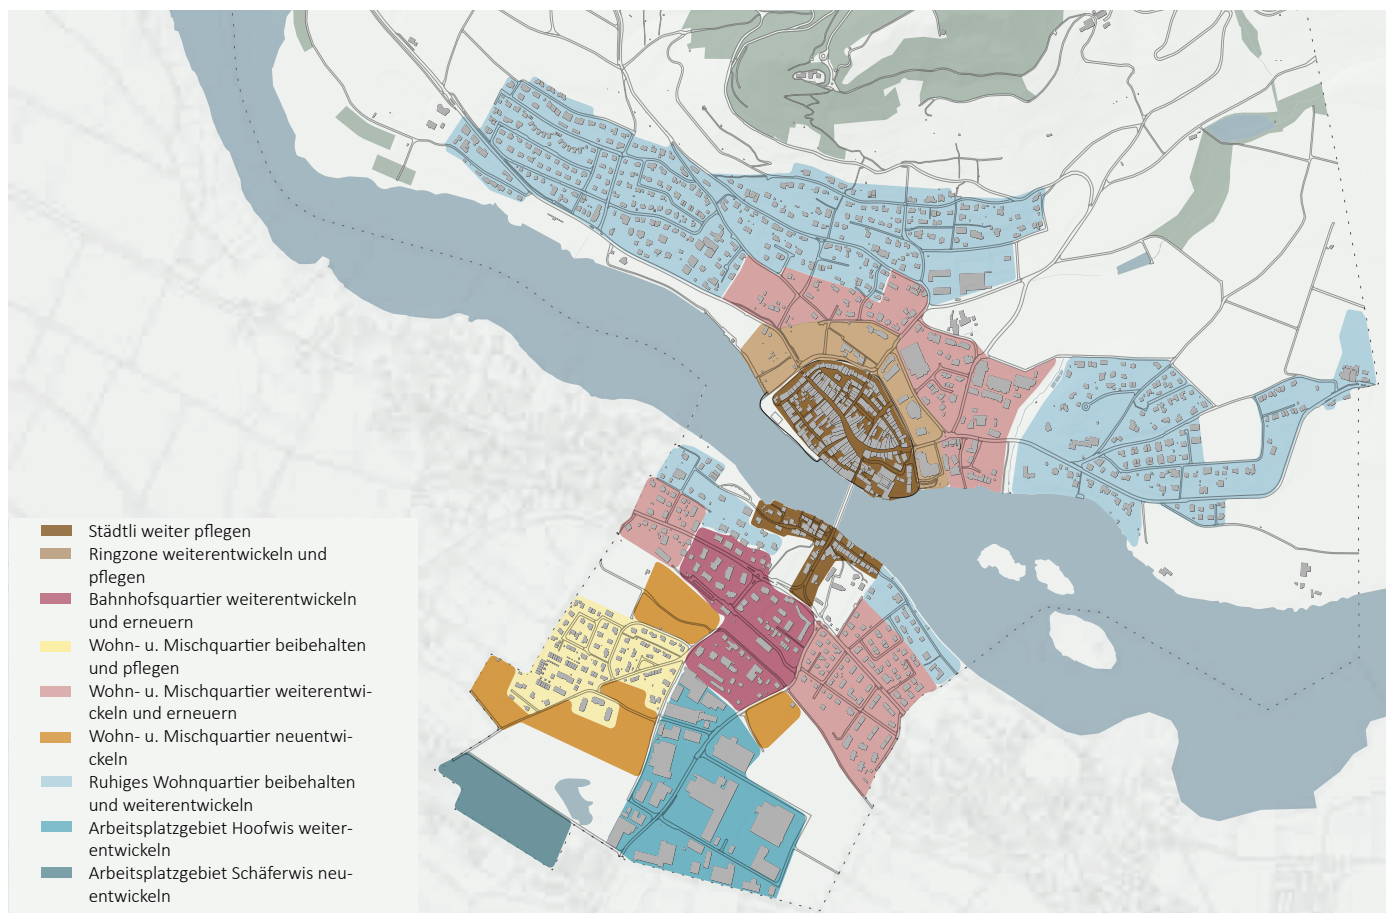 Städtli weiter pflegen
Ringzone weiterentwickeln und
pflegen
Bahnhofsquartier weiterentwickeln
und erneuern
Wohn- u. Mischquartier beibehalten
und pflegen
Wohn- u. Mischquartier weiterentwi-
ckeln und erneuern
Wohn- u. Mischquartier neuentwi-
ckeln
Ruhiges Wohnquartier beibehalten
und weiterentwickeln
Arbeitsplatzgebiet Hoofwis weiter-
entwickeln
Arbeitsplatzgebiet Schäferwis neu-
entwickeln